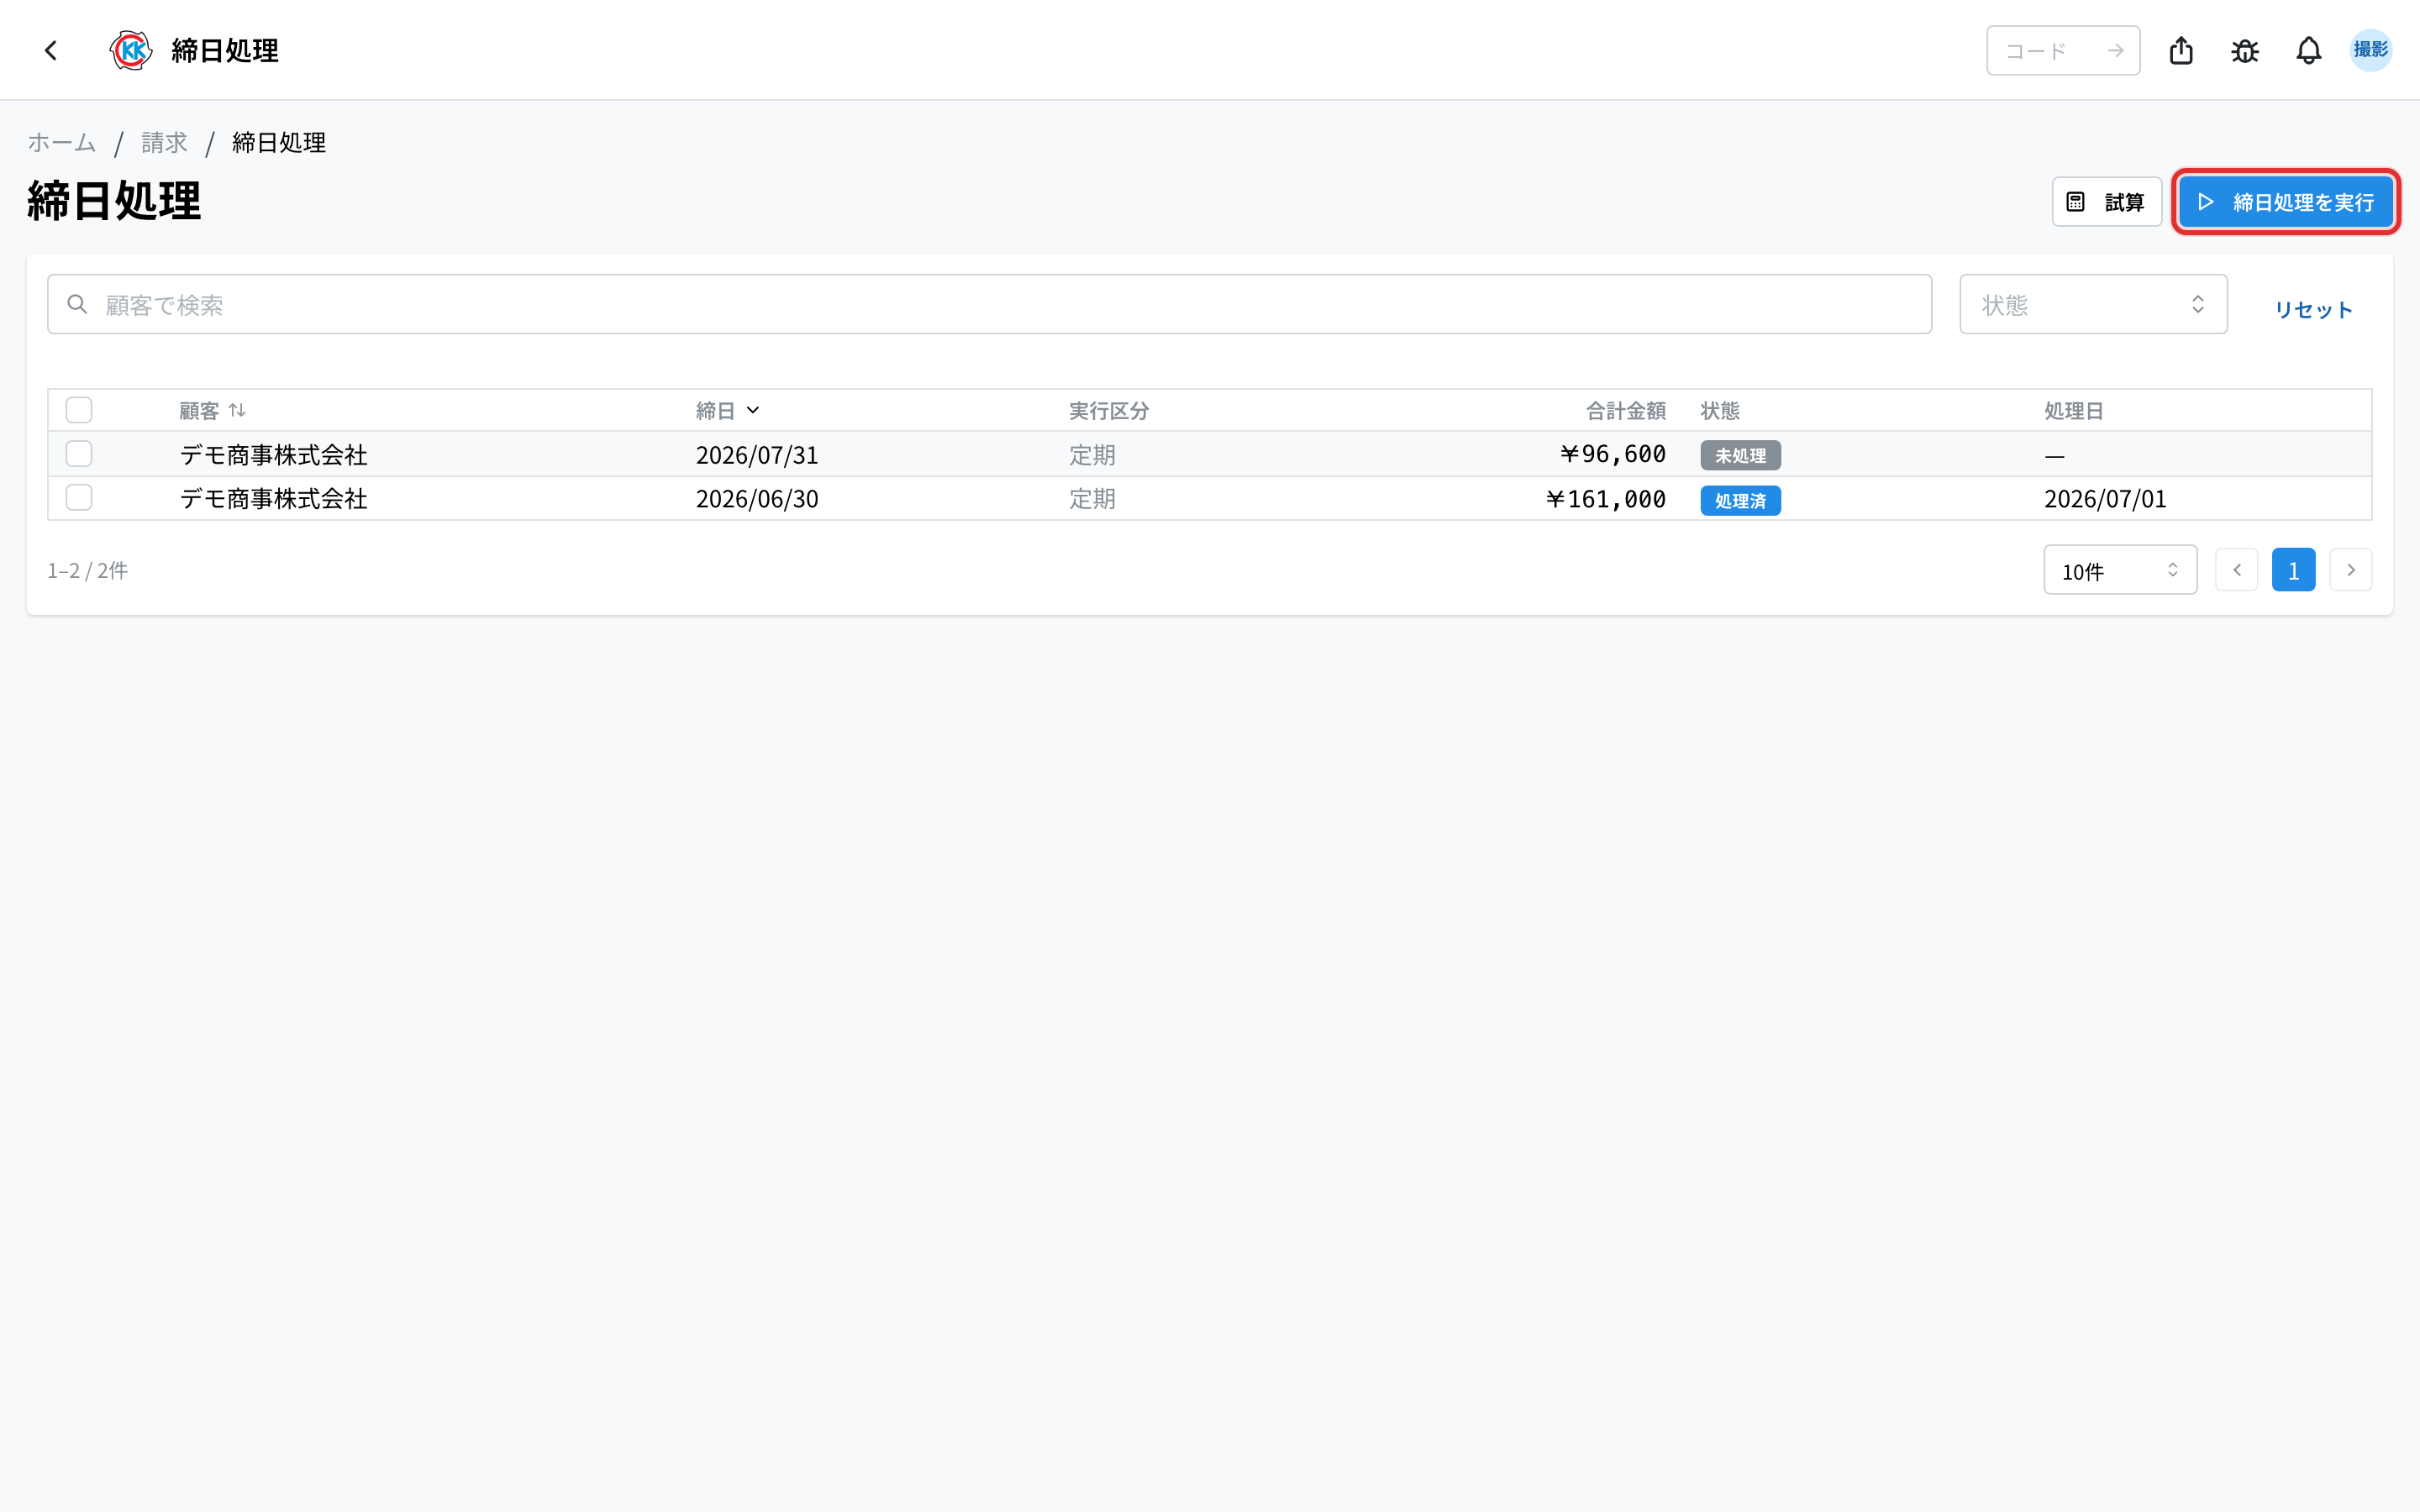 KK 締日処理
コード
撮影
ホーム / 請求 / 締日処理
締日処理
試算
締日処理を実行
顧客で検索
状態
リセット
顧客 締日 実行区分 合計金額 状態 処理日
デモ商事株式会社 2026/07/31 定期 ¥96,600 未処理 —
デモ商事株式会社 2026/06/30 定期 ¥161,000 処理済 2026/07/01
1–2 / 2件
10件
1